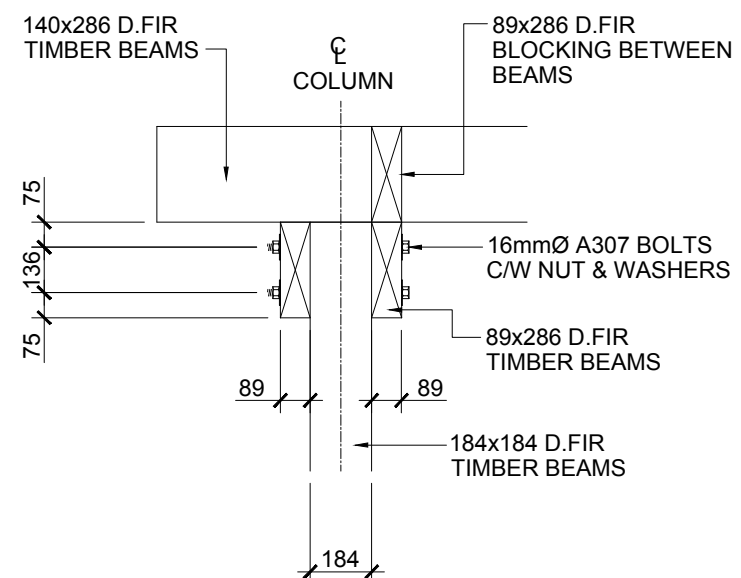 140x286 D.FIR
TIMBER BEAMS
℄
COLUMN
89x286 D.FIR
BLOCKING BETWEEN
BEAMS
75
136
75
16mmØ A307 BOLTS
C/W NUT & WASHERS
89x286 D.FIR
TIMBER BEAMS
89
89
184x184 D.FIR
TIMBER BEAMS
184